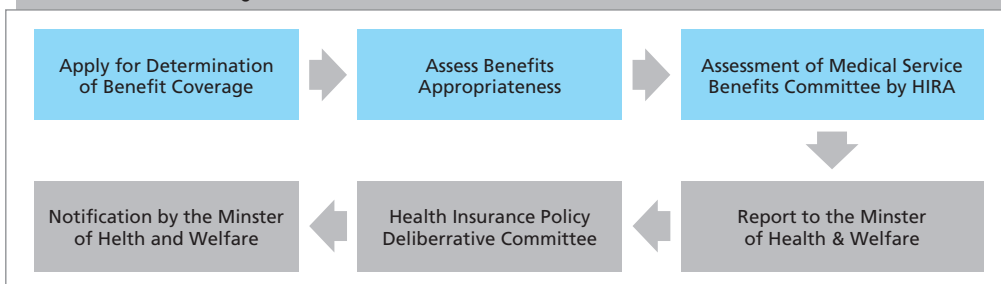 Apply for Determination
of Benefit Coverage
Assess Benefits
Appropriateness
Assessment of Medical Service
Benefits Committee by HIRA
Notification by the Minster
of Helth and Welfare
Health Insurance Policy
Deliberrative Committee
Report to the Minster
of Health & Welfare